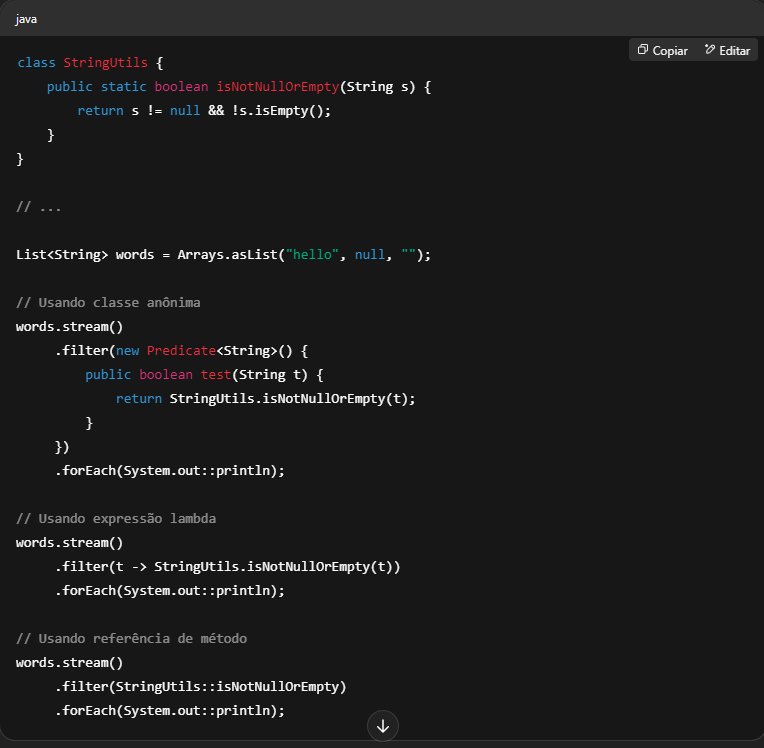 java
Copiar Editar
class StringUtils {
    public static boolean isNotNullOrEmpty(String s) {
        return s != null && !s.isEmpty();
    }
}
// ...
List<String> words = Arrays.asList("hello", null, "");
// Usando classe anônima
words.stream()
     .filter(new Predicate<String>() {
         public boolean test(String t) {
             return StringUtils.isNotNullOrEmpty(t);
         }
     })
     .forEach(System.out::println);
// Usando expressão lambda
words.stream()
     .filter(t -> StringUtils.isNotNullOrEmpty(t))
     .forEach(System.out::println);
// Usando referência de método
words.stream()
     .filter(StringUtils::isNotNullOrEmpty)
     .forEach(System.out::println);